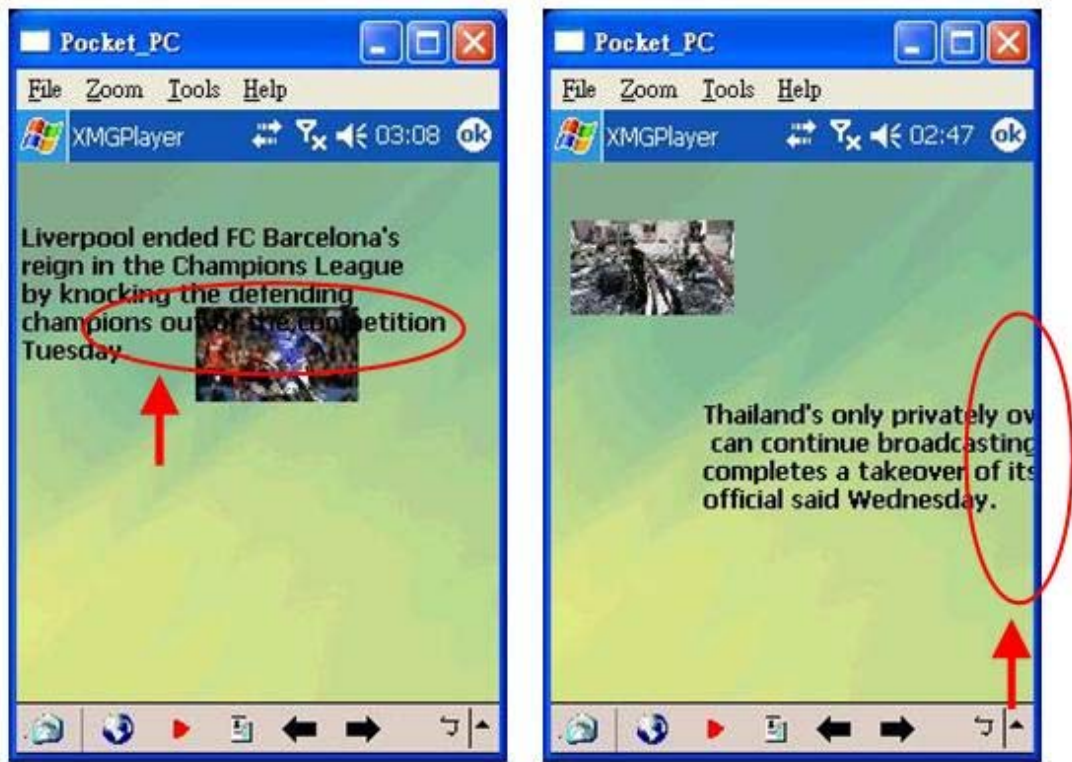 Pocket_PC
File Zoom Tools Help
XMGPlayer 03:08 ok
Liverpool ended FC Barcelona's
reign in the Champions League
by knocking the defending
champions out of the competition
Tuesday
Pocket_PC
File Zoom Tools Help
XMGPlayer 02:47 ok
Thailand's only privately ov
can continue broadcasting
completes a takeover of its
official said Wednesday.